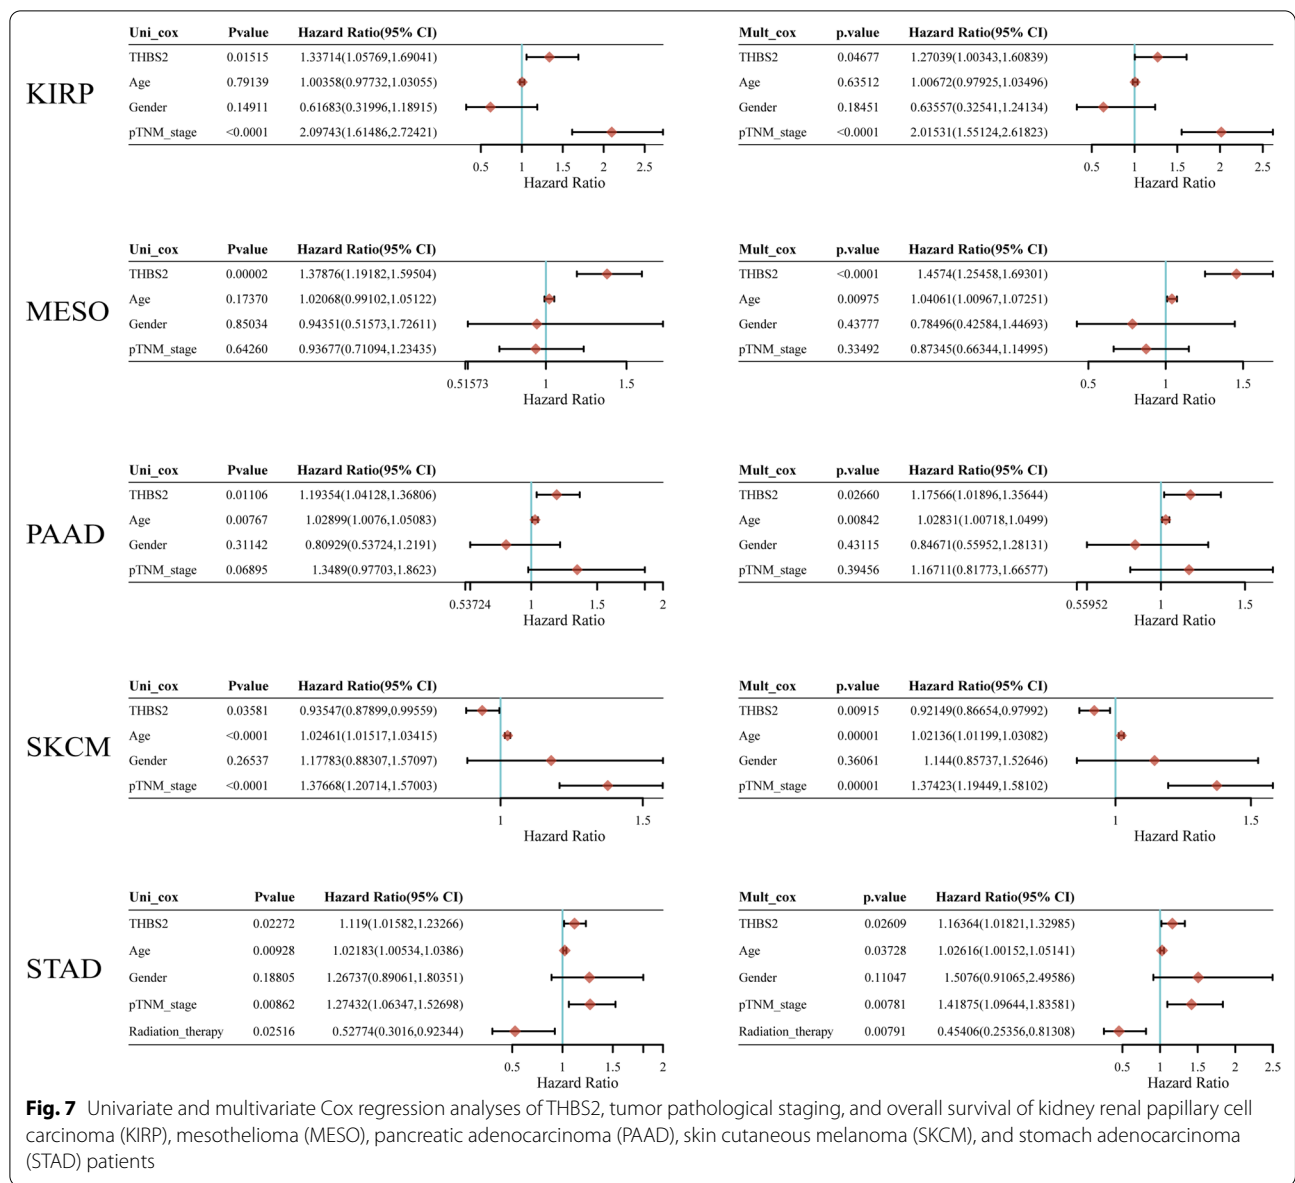 KIRP
Uni_cox Pvalue Hazard Ratio(95% CI)
THBS2 0.01515 1.33714(1.05769,1.69041)
Age 0.79139 1.00358(0.97732,1.03055)
Gender 0.14911 0.61683(0.31996,1.18915)
pTNM_stage <0.0001 2.09743(1.61486,2.72421)
0.5 1 1.5 2 2.5
Hazard Ratio
Mult_cox p.value Hazard Ratio(95% CI)
THBS2 0.04677 1.27039(1.00343,1.60839)
Age 0.63512 1.00672(0.97925,1.03496)
Gender 0.18451 0.63557(0.32541,1.24134)
pTNM_stage <0.0001 2.01531(1.55124,2.61823)
0.5 1 1.5 2 2.5
Hazard Ratio
MESO
Uni_cox Pvalue Hazard Ratio(95% CI)
THBS2 0.00002 1.37876(1.19182,1.59504)
Age 0.17370 1.02068(0.99102,1.05122)
Gender 0.85034 0.94351(0.51573,1.72611)
pTNM_stage 0.64260 0.93677(0.71094,1.23435)
0.51573 1 1.5
Hazard Ratio
Mult_cox p.value Hazard Ratio(95% CI)
THBS2 <0.0001 1.4574(1.25458,1.69301)
Age 0.00975 1.04061(1.00967,1.07251)
Gender 0.43777 0.78496(0.42584,1.44693)
pTNM_stage 0.33492 0.87345(0.66344,1.14995)
0.5 1 1.5
Hazard Ratio
PAAD
Uni_cox Pvalue Hazard Ratio(95% CI)
THBS2 0.01106 1.19354(1.04128,1.36806)
Age 0.00767 1.02899(1.0076,1.05083)
Gender 0.31142 0.80929(0.53724,1.2191)
pTNM_stage 0.06895 1.3489(0.97703,1.8623)
0.53724 1 1.5 2
Hazard Ratio
Mult_cox p.value Hazard Ratio(95% CI)
THBS2 0.02660 1.17566(1.01896,1.35644)
Age 0.00842 1.02831(1.00718,1.0499)
Gender 0.43115 0.84671(0.55952,1.28131)
pTNM_stage 0.39456 1.16711(0.81773,1.66577)
0.55952 1 1.5
Hazard Ratio
SKCM
Uni_cox Pvalue Hazard Ratio(95% CI)
THBS2 0.03581 0.93547(0.87899,0.99559)
Age <0.0001 1.02461(1.01517,1.03415)
Gender 0.26537 1.17783(0.88307,1.57097)
pTNM_stage <0.0001 1.37668(1.20714,1.57003)
1 1.5
Hazard Ratio
Mult_cox p.value Hazard Ratio(95% CI)
THBS2 0.00915 0.92149(0.86654,0.97992)
Age 0.00001 1.02136(1.01199,1.03082)
Gender 0.36061 1.144(0.85737,1.52646)
pTNM_stage 0.00001 1.37423(1.19449,1.58102)
1 1.5
Hazard Ratio
STAD
Uni_cox Pvalue Hazard Ratio(95% CI)
THBS2 0.02272 1.119(1.01582,1.23266)
Age 0.00928 1.02183(1.00534,1.0386)
Gender 0.18805 1.26737(0.89061,1.80351)
pTNM_stage 0.00862 1.27432(1.06347,1.52698)
Radiation_therapy 0.02516 0.52774(0.3016,0.92344)
0.5 1 1.5 2
Hazard Ratio
Mult_cox p.value Hazard Ratio(95% CI)
THBS2 0.02609 1.16364(1.01821,1.32985)
Age 0.03728 1.02616(1.00152,1.05141)
Gender 0.11047 1.5076(0.91065,2.49586)
pTNM_stage 0.00781 1.41875(1.09644,1.83581)
Radiation_therapy 0.00791 0.45406(0.25356,0.81308)
0.5 1 1.5 2 2.5
Hazard Ratio
Fig. 7 Univariate and multivariate Cox regression analyses of THBS2, tumor pathological staging, and overall survival of kidney renal papillary cell
carcinoma (KIRP), mesothelioma (MESO), pancreatic adenocarcinoma (PAAD), skin cutaneous melanoma (SKCM), and stomach adenocarcinoma
(STAD) patients